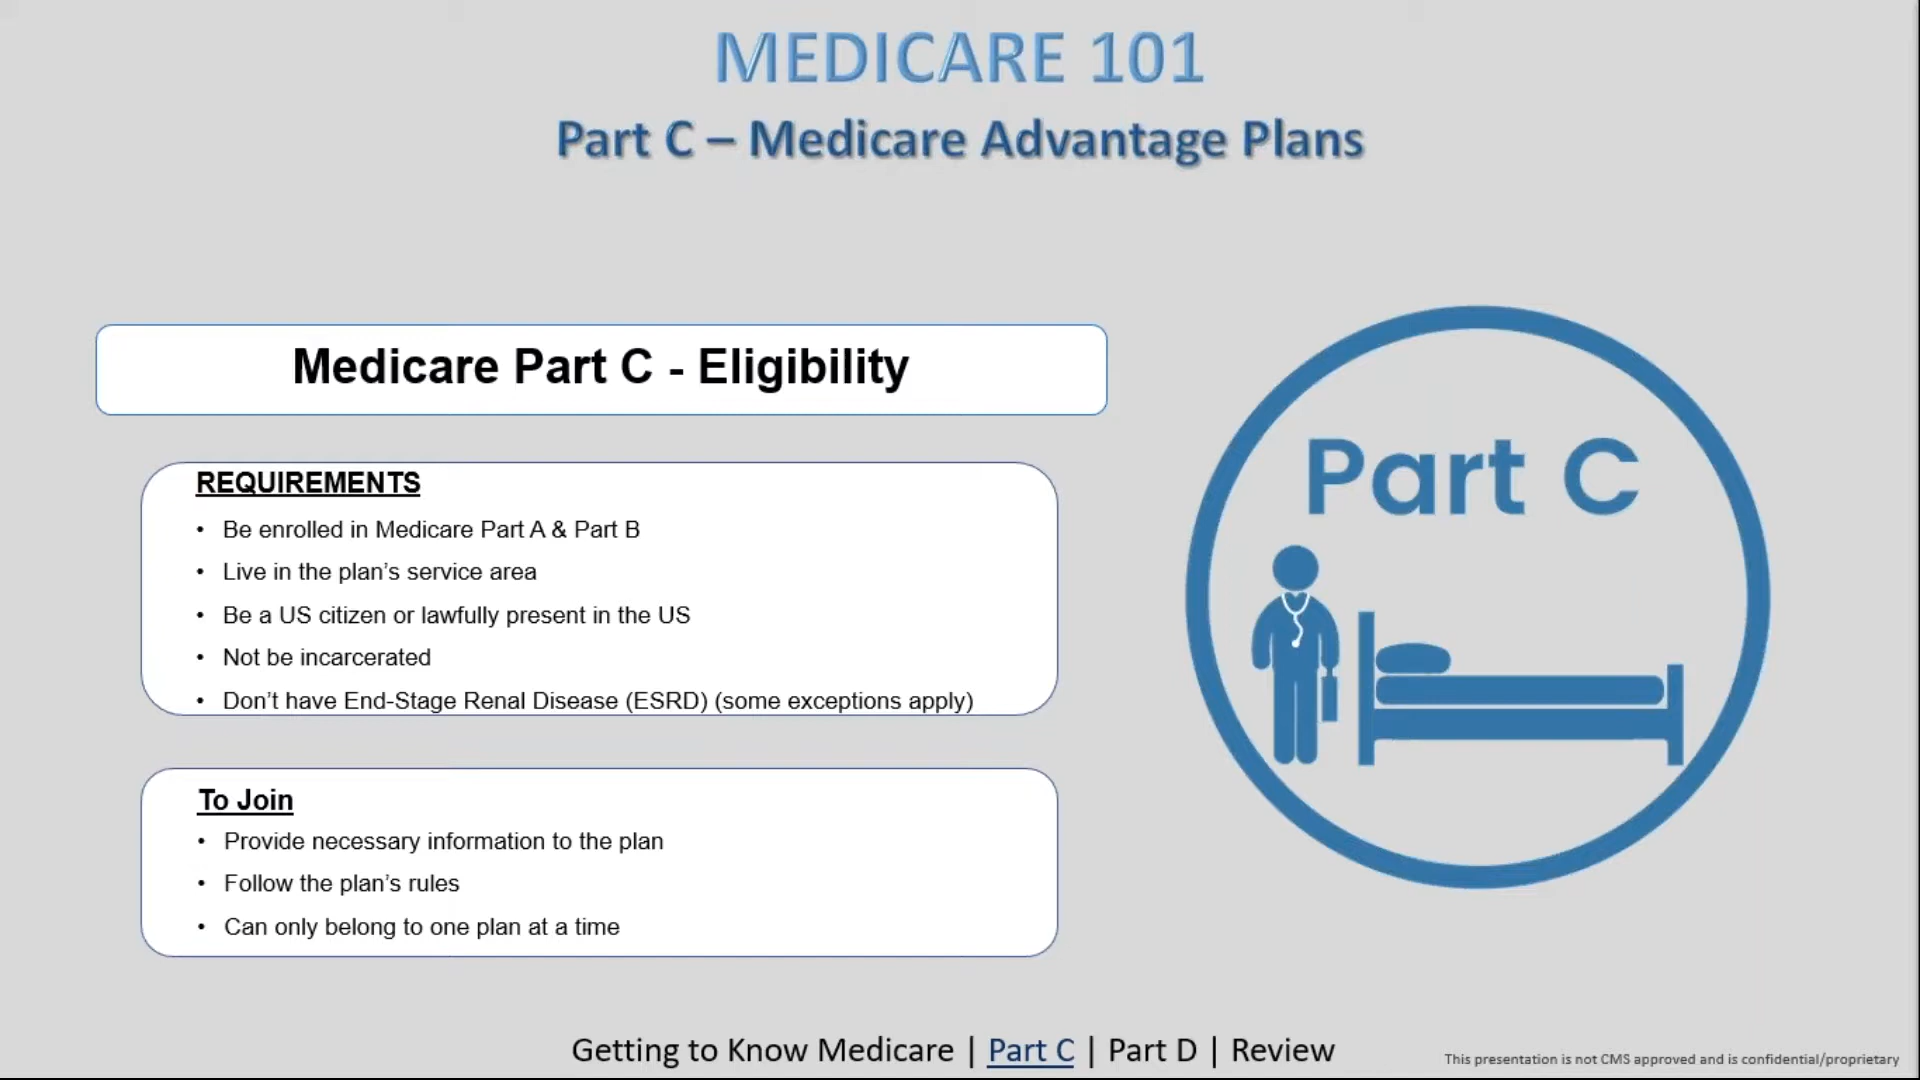 MEDICARE 101
Part C – Medicare Advantage Plans
Medicare Part C - Eligibility
REQUIREMENTS
• Be enrolled in Medicare Part A & Part B
• Live in the plan’s service area
• Be a US citizen or lawfully present in the US
• Not be incarcerated
• Don’t have End-Stage Renal Disease (ESRD) (some exceptions apply)
To Join
• Provide necessary information to the plan
• Follow the plan’s rules
• Can only belong to one plan at a time
Part C
Getting to Know Medicare | Part C | Part D | Review
This presentation is not CMS approved and is confidential/proprietary